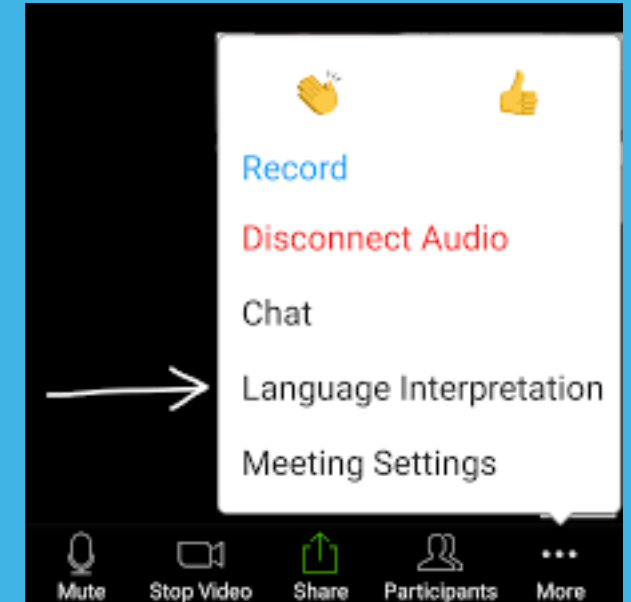 Record
Disconnect Audio
Chat
Language Interpretation
Meeting Settings
Mute Stop Video Share Participants More